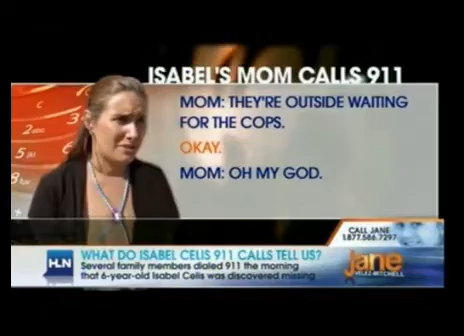 ISABEL'S MOM CALLS 911
MOM: THEY'RE OUTSIDE WAITING
FOR THE COPS.
OKAY.
MOM: OH MY GOD.
CALL JANE
1.877.586.7297
HLN
WHAT DO ISABEL CELIS 911 CALLS TELL US?
Several family members dialed 911 the morning
that 6-year-old Isabel Celis was discovered missing
Jane
VELEZ-MITCHELL